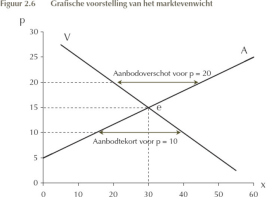 Figuur 2.6 Grafische voorstelling van het marktevenwicht
p
30
V
A
25
Aanbodoverschot voor p = 20
20
15
e
10
Aanbodtekort voor p = 10
5
0
0 10 20 30 40 50 60 x